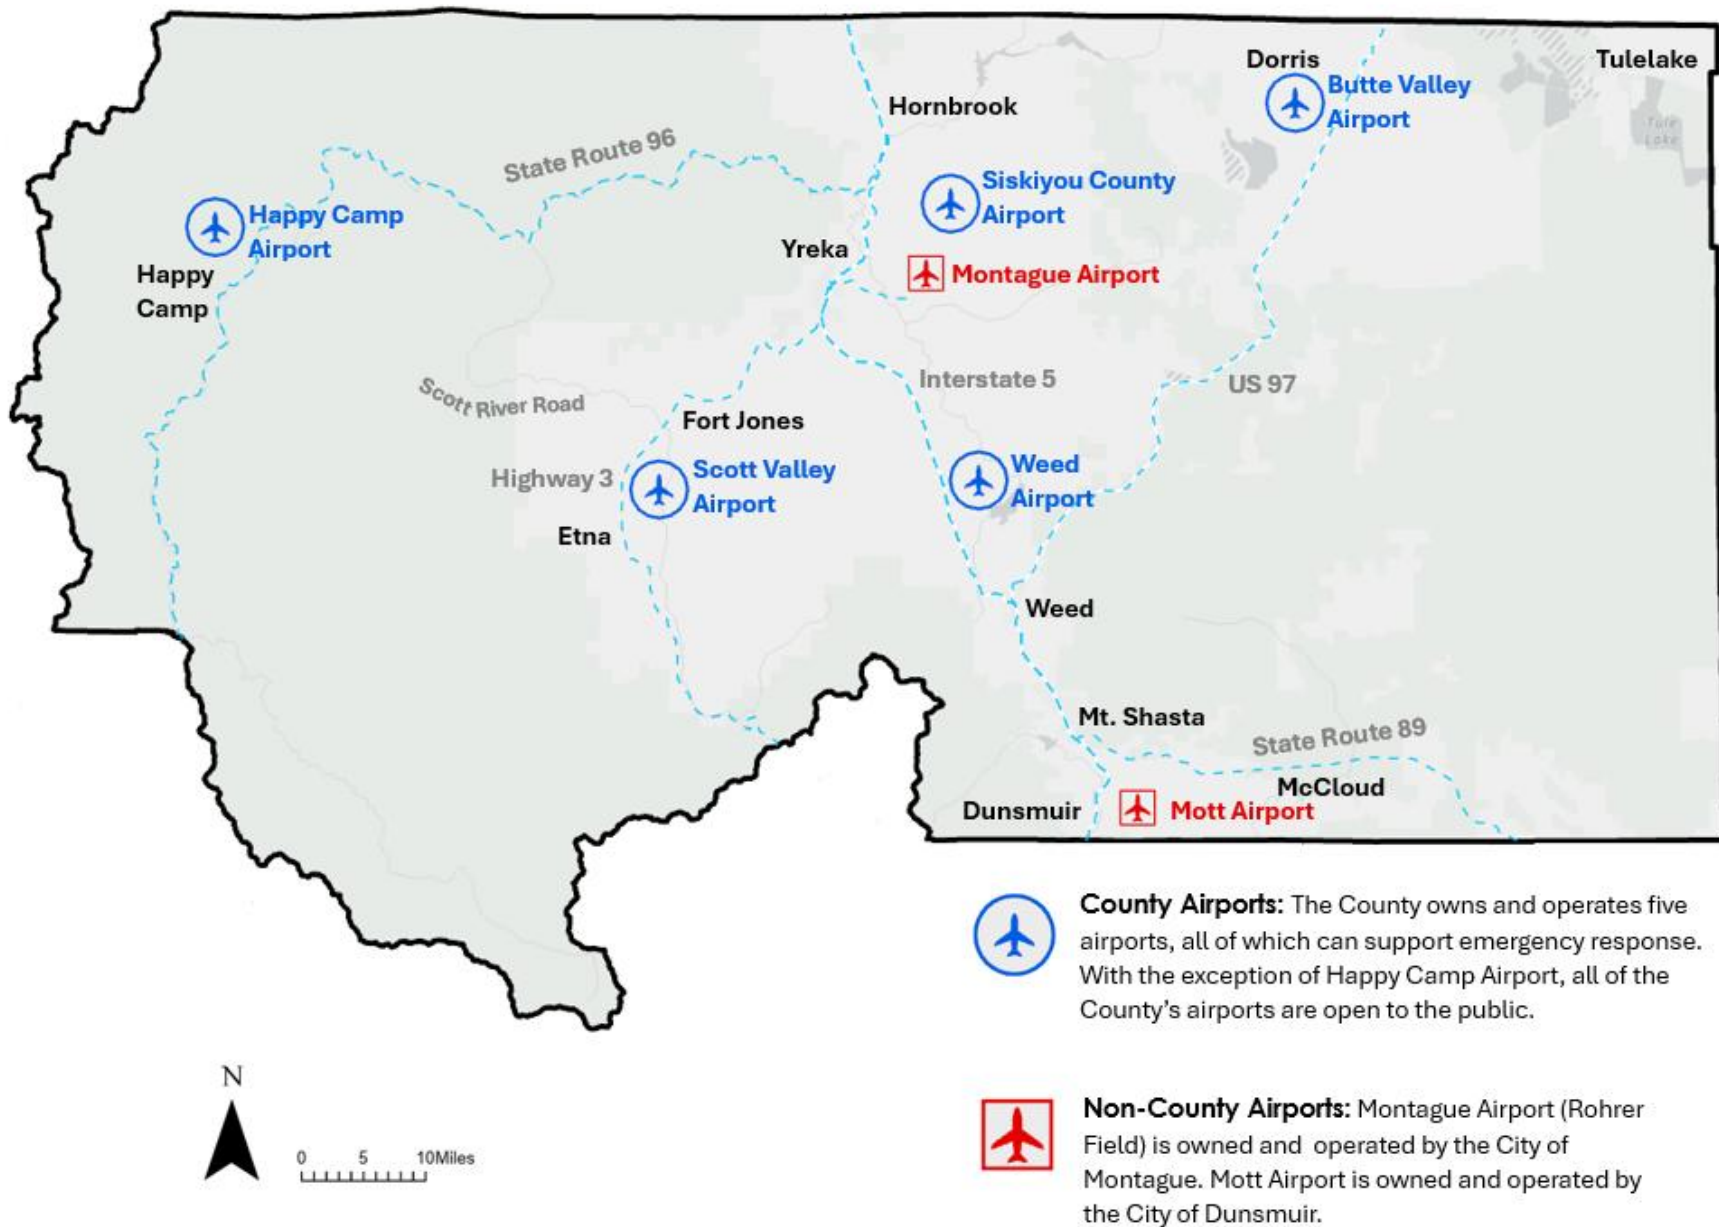 Dorris
Tulelake
Butte Valley
Airport
Hornbrook
Tule
Lake
State Route 96
Siskiyou County
Airport
Happy Camp
Airport
Yreka
Happy
Camp
Montague Airport
Interstate 5
US 97
Scott River Road
Fort Jones
Highway 3
Scott Valley
Airport
Weed
Airport
Etna
Weed
Mt. Shasta
State Route 89
McCloud
Dunsmuir
Mott Airport
County Airports: The County owns and operates five
airports, all of which can support emergency response.
With the exception of Happy Camp Airport, all of the
County’s airports are open to the public.
N
0 5 10Miles
Non-County Airports: Montague Airport (Rohrer
Field) is owned and operated by the City of
Montague. Mott Airport is owned and operated by
the City of Dunsmuir.